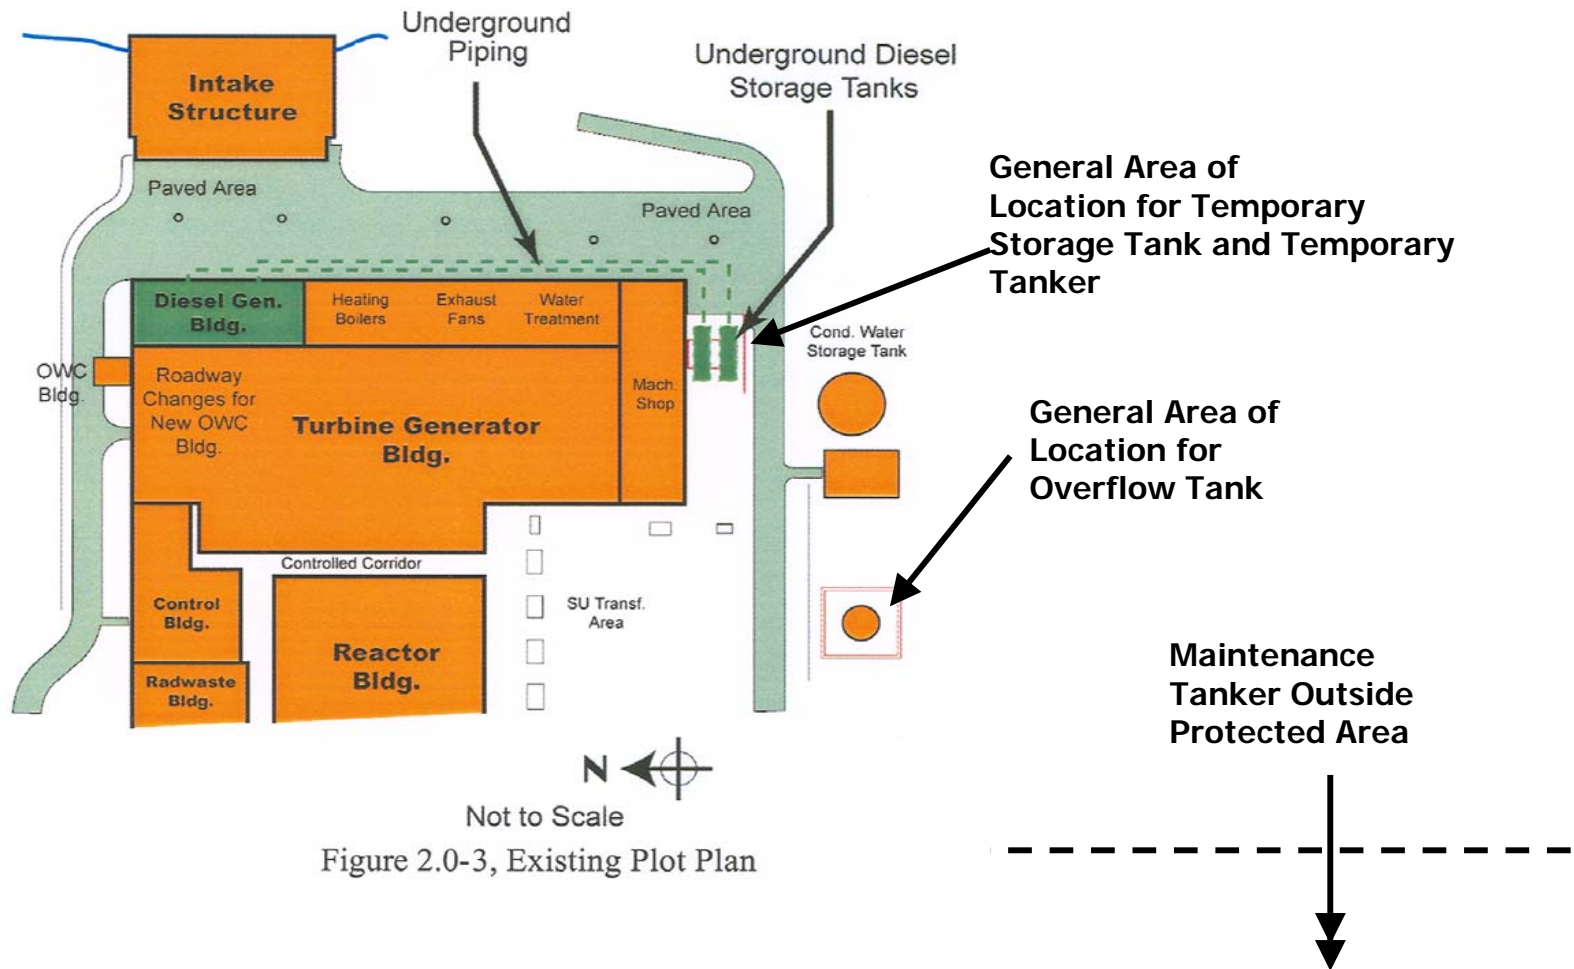 Underground
Piping
Underground Diesel
Storage Tanks
Intake
Structure
General Area of
Location for Temporary
Storage Tank and Temporary
Tanker
Paved Area
Paved Area
Diesel Gen.
Bldg.
Heating
Boilers
Exhaust
Fans
Water
Treatment
Cond. Water
Storage Tank
OWC
Bldg.
Roadway
Changes for
New OWC
Bldg.
Mach.
Shop
Turbine Generator
Bldg.
General Area of
Location for
Overflow Tank
Controlled Corridor
Control
Bldg.
SU Transf.
Area
Reactor
Bldg.
Radwaste
Bldg.
Maintenance
Tanker Outside
Protected Area
N
Not to Scale
Figure 2.0-3, Existing Plot Plan